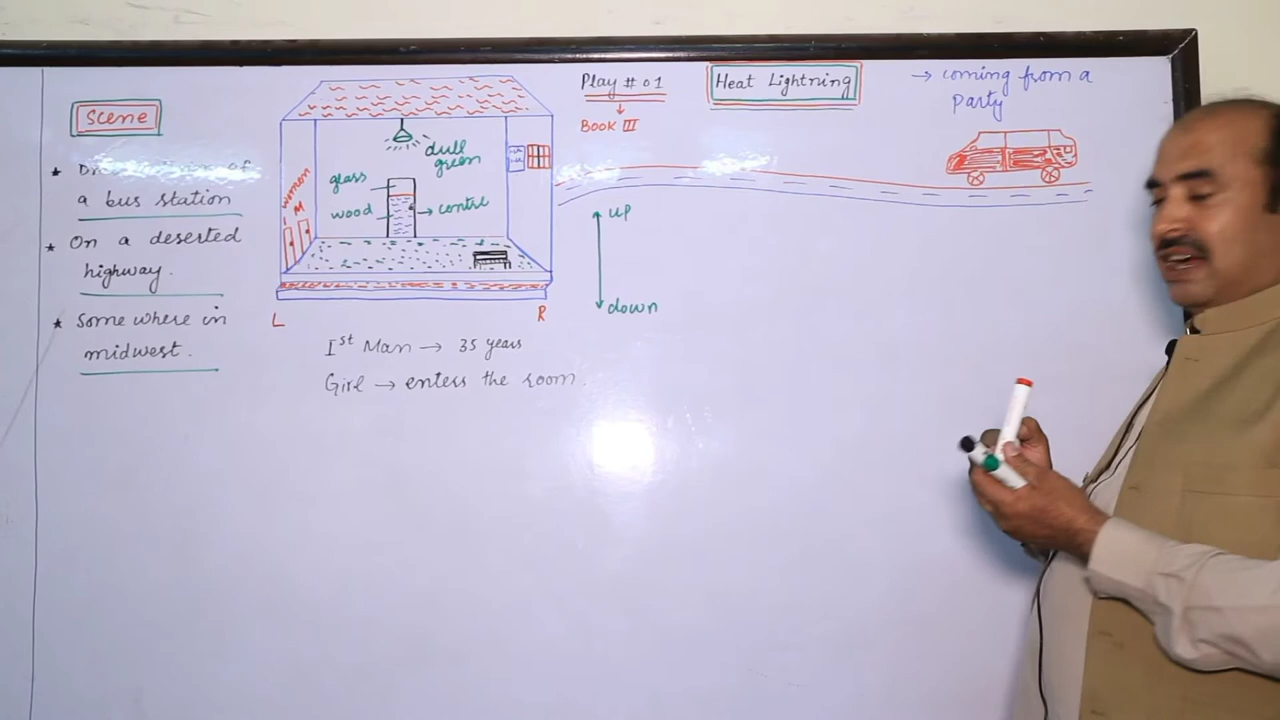 Scene
of
a bus station
On a deserted
highway.
Some where in
midwest.
women
M
glass
wood
dull
green
centre
L
R
Ist Man → 35 years
Girl → enters the room.
Play # 01
↓
Book III
Heat Lightning
→ coming from a
Party
up
down